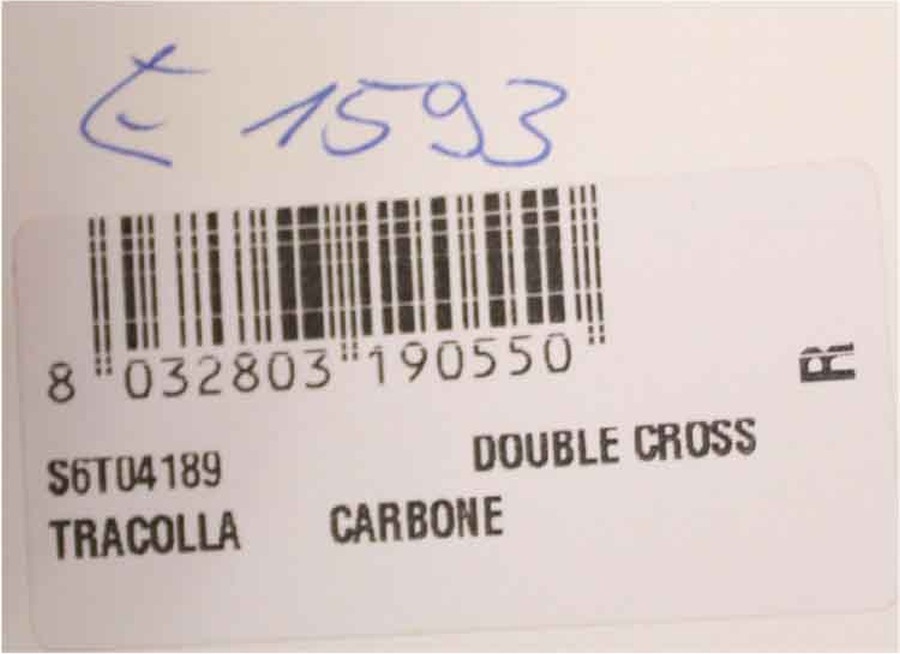 E 1593
8 032803 190550
R
S6T04189 DOUBLE CROSS
TRACOLLA CARBONE